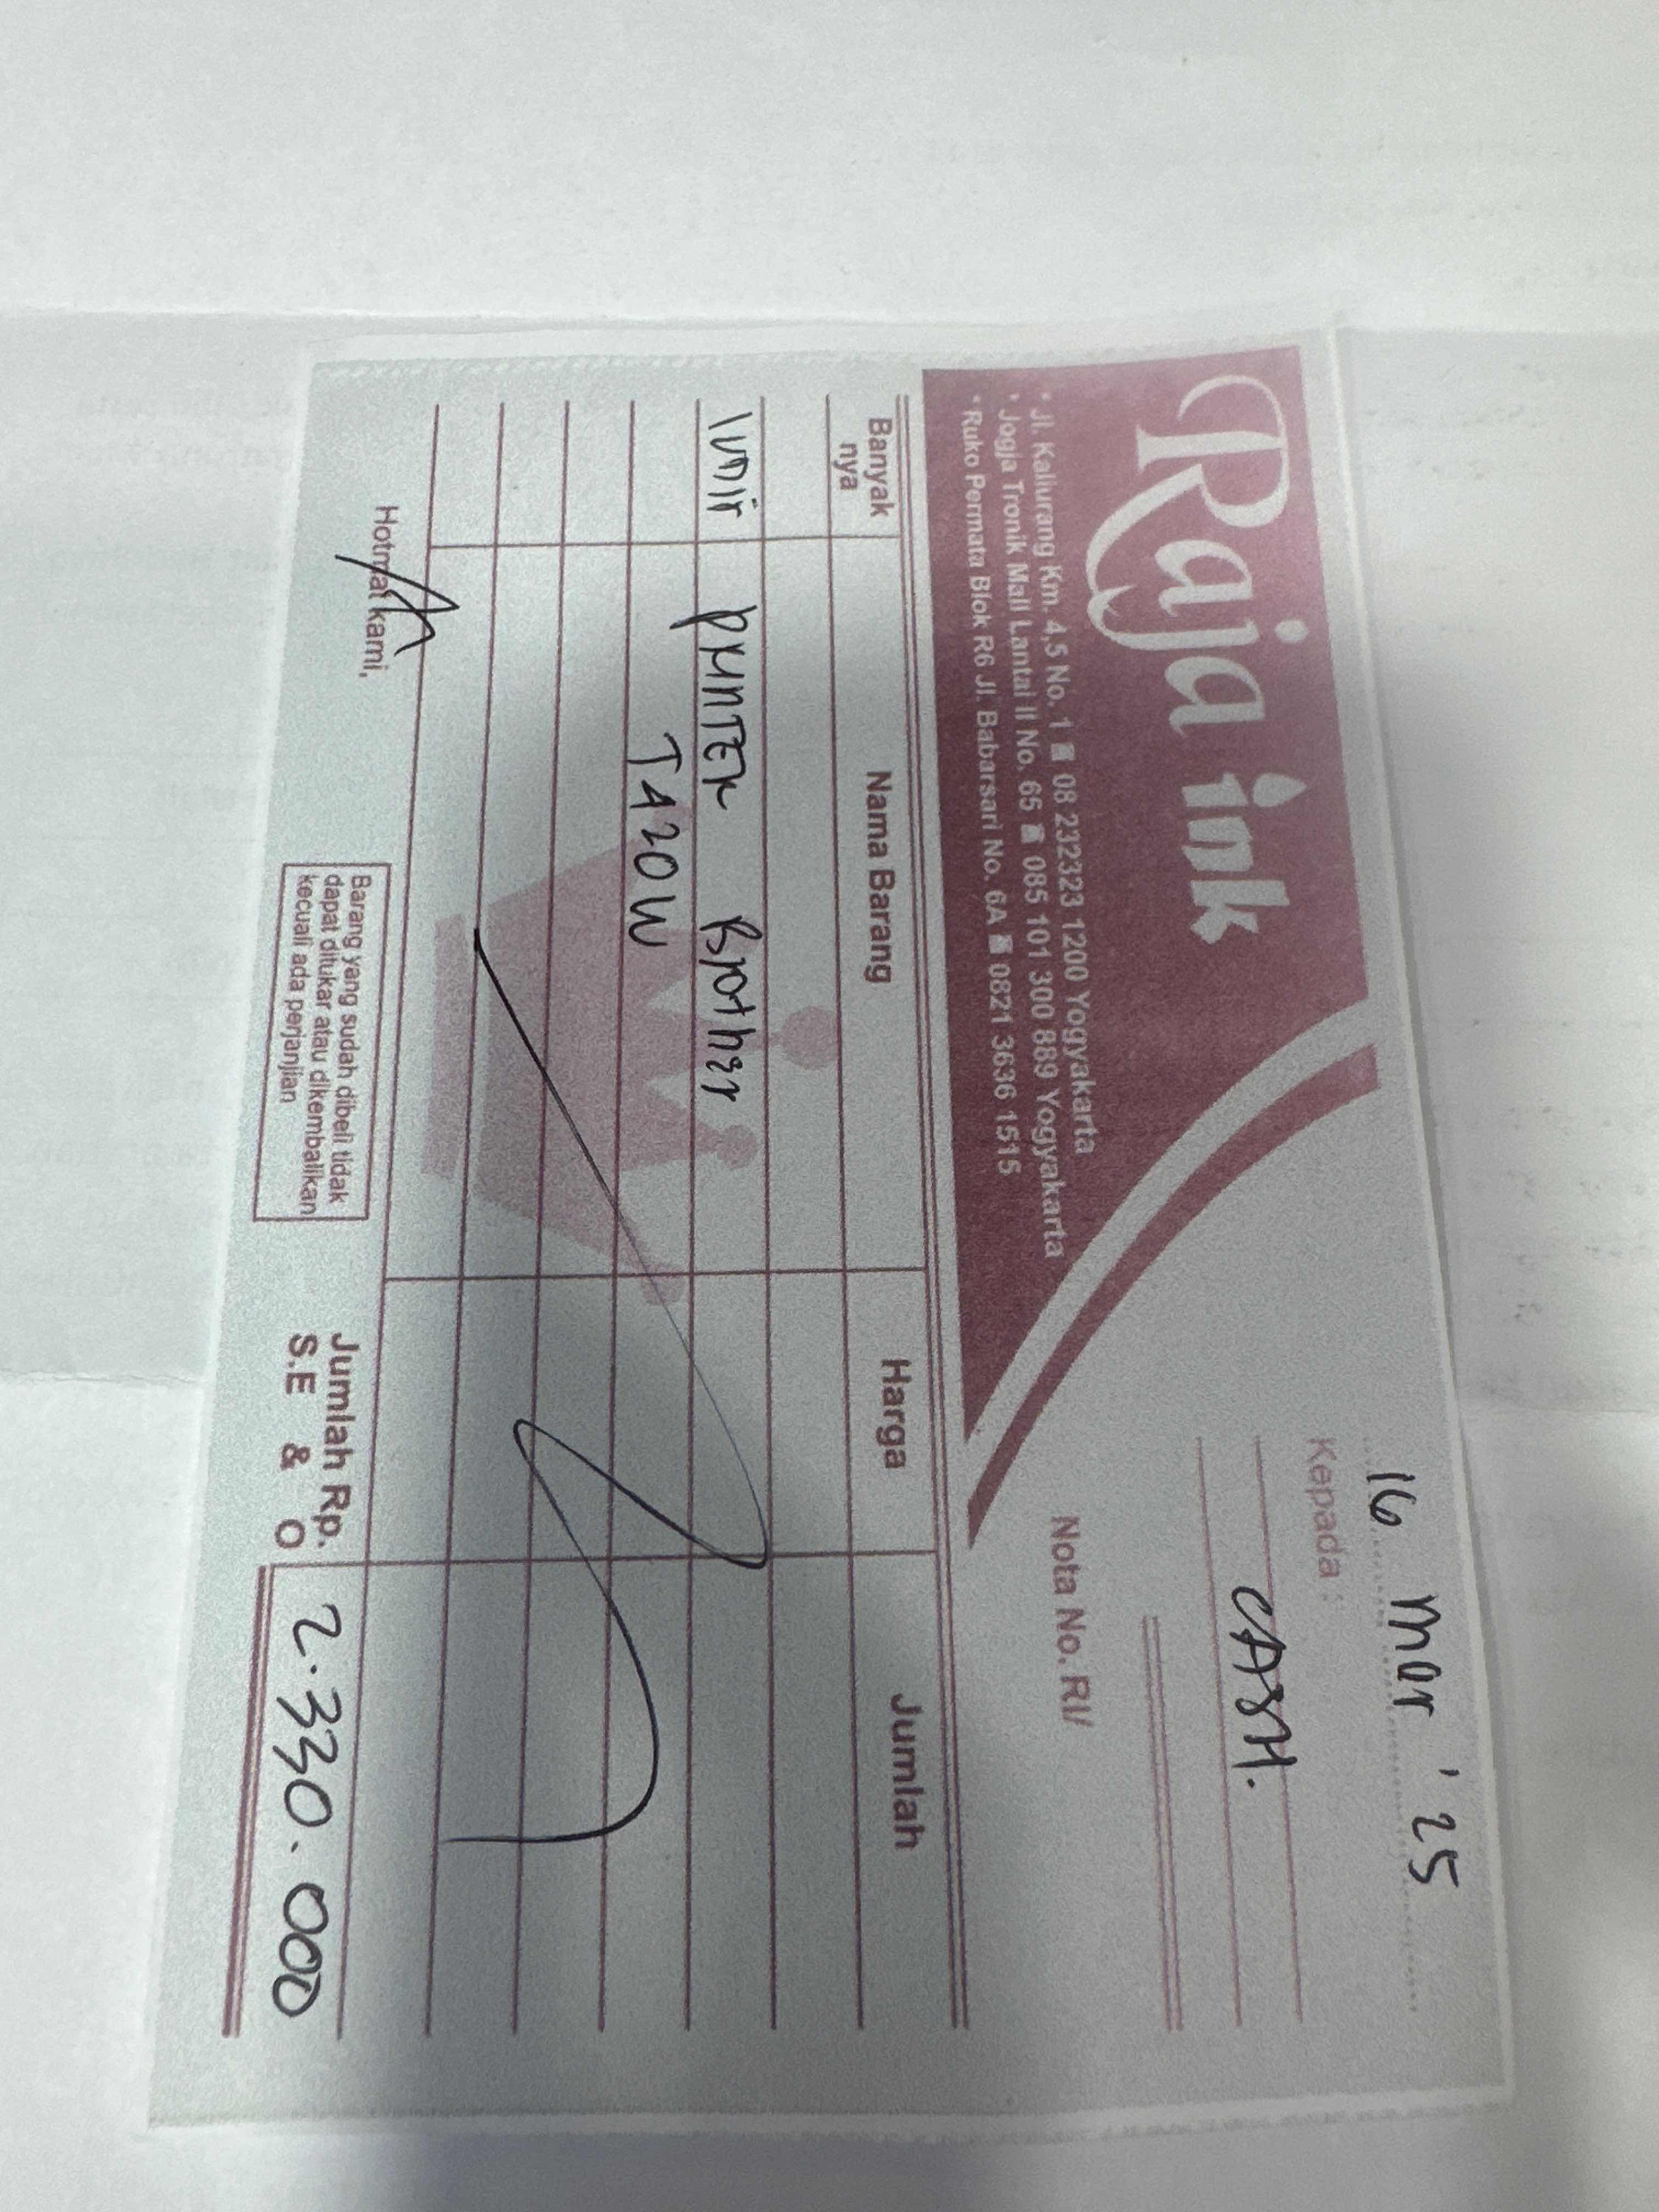 Raja ink
• Jl. Kaliurang Km. 4,5 No. 1 ☎ 08 232323 1200 Yogyakarta
• Jogja Tronik Mall Lantai II No. 65 ☎ 085 101 300 889 Yogyakarta
• Ruko Permata Blok R6 Jl. Babarsari No. 6A ☎ 0821 3636 1515
16 Mar '25
Kepada :
CASH.
Nota No. RI/
Banyak nya Nama Barang Harga Jumlah
1 unit Printer Brother
T420W
Hotmat kami,
Barang yang sudah dibeli tidak
dapat ditukar atau dikembalikan
kecuali ada perjanjian
Jumlah Rp. 2.330.000
S.E & O